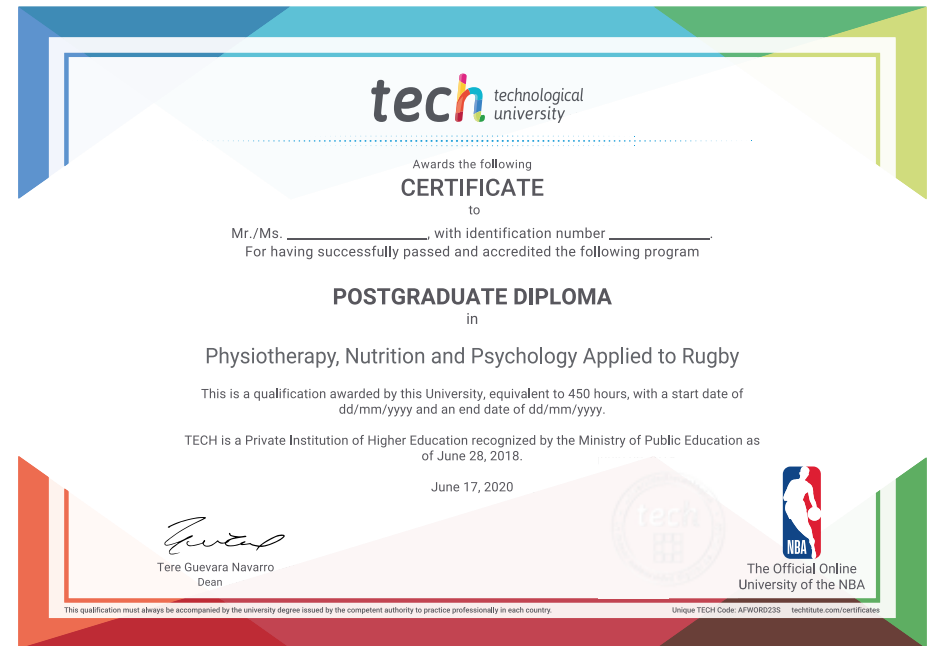 tech technological
university
Awards the following
CERTIFICATE
to
Mr./Ms. ____________________, with identification number ______________.
For having successfully passed and accredited the following program
POSTGRADUATE DIPLOMA
in
Physiotherapy, Nutrition and Psychology Applied to Rugby
This is a qualification awarded by this University, equivalent to 450 hours, with a start date of
dd/mm/yyyy and an end date of dd/mm/yyyy.
TECH is a Private Institution of Higher Education recognized by the Ministry of Public Education as
of June 28, 2018.
June 17, 2020
tech
NBA
Tere Guevara Navarro
Dean
The Official Online
University of the NBA
This qualification must always be accompanied by the university degree issued by the competent authority to practice professionally in each country.
Unique TECH Code: AFWORD23S techtitute.com/certificates